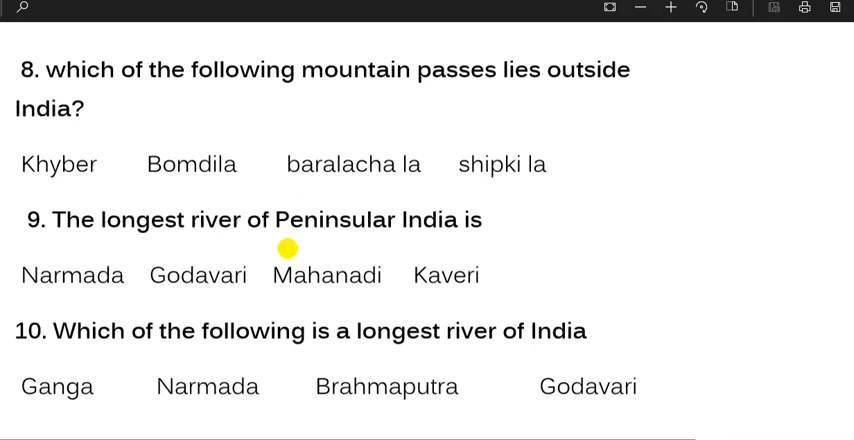 8. which of the following mountain passes lies outside
India?
Khyber Bomdila baralacha la shipki la
9. The longest river of Peninsular India is
Narmada Godavari Mahanadi Kaveri
10. Which of the following is a longest river of India
Ganga Narmada Brahmaputra Godavari